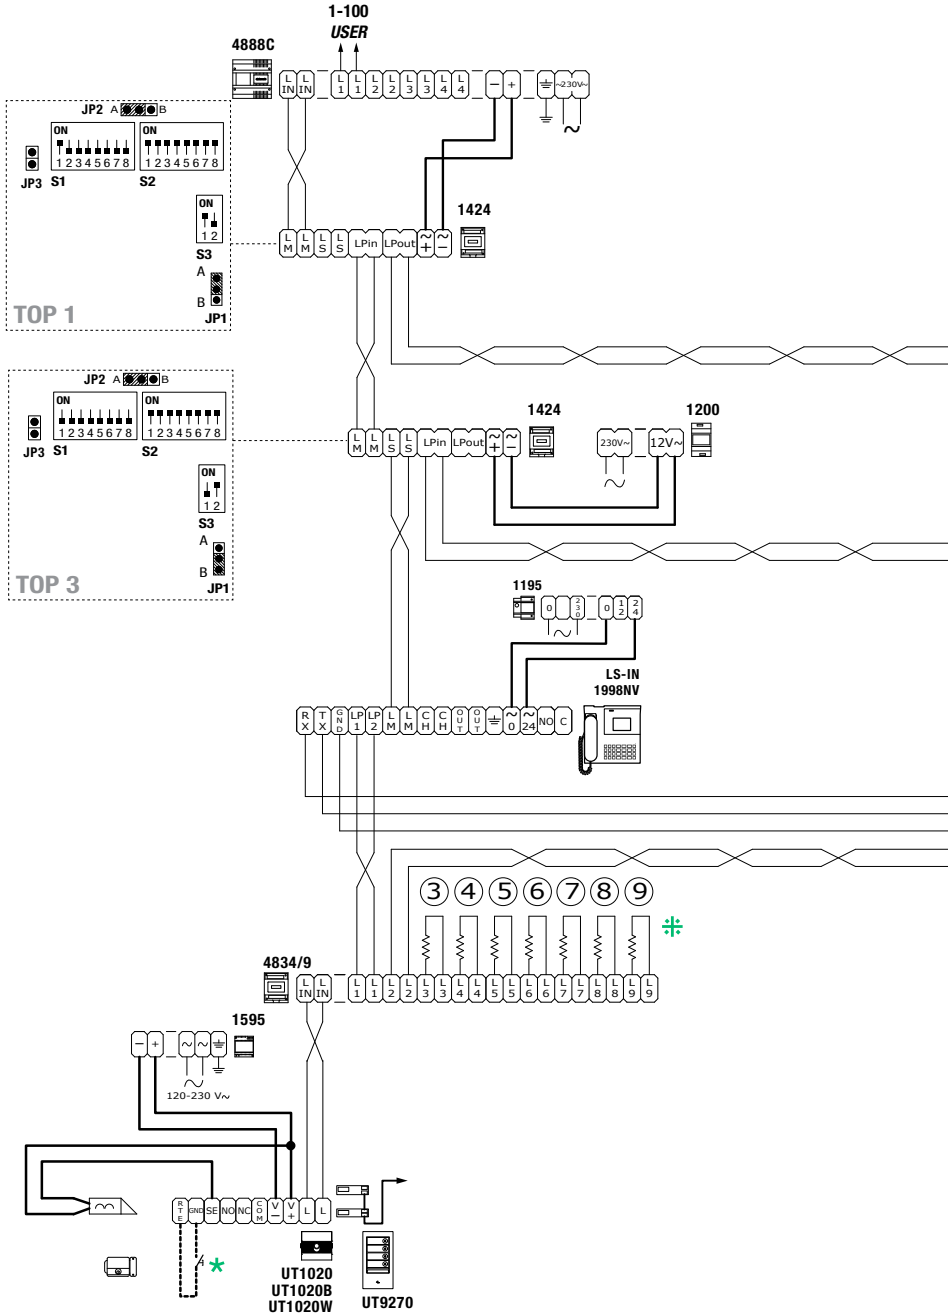 1-100
USER
4888C
L IN L IN L 1 L 1 L 2 L 2 L 3 L 3 L 4 L 4 – + ~230V~
~
JP2 A B
ON ON
1 2 3 4 5 6 7 8 1 2 3 4 5 6 7 8
JP3 S1 S2
ON
1 2
S3
A
B
JP1
TOP 1
1424
L M L M L S L S LPin LPout ~ + ~ –
JP2 A B
ON ON
1 2 3 4 5 6 7 8 1 2 3 4 5 6 7 8
JP3 S1 S2
ON
1 2
S3
A
B
JP1
TOP 3
1424
1200
L M L M L S L S LPin LPout ~ + ~ – 230V~ 12V~
~
1195
0 230 0 12 24
~
LS-IN
1998NV
RX TX GND LP 1 LP 2 L M L M C H C H OUT OUT ~ 0 ~ 24 NO C
3 4 5 6 7 8 9
4834/9
L IN L IN L 1 L 1 L 2 L 2 L 3 L 3 L 4 L 4 L 5 L 5 L 6 L 6 L 7 L 7 L 8 L 8 L 9 L 9
1595
– + ~ ~
~
120-230 V~
RTE GND SE NO NC COM V – V + L L
*
UT1020
UT1020B
UT1020W
UT9270